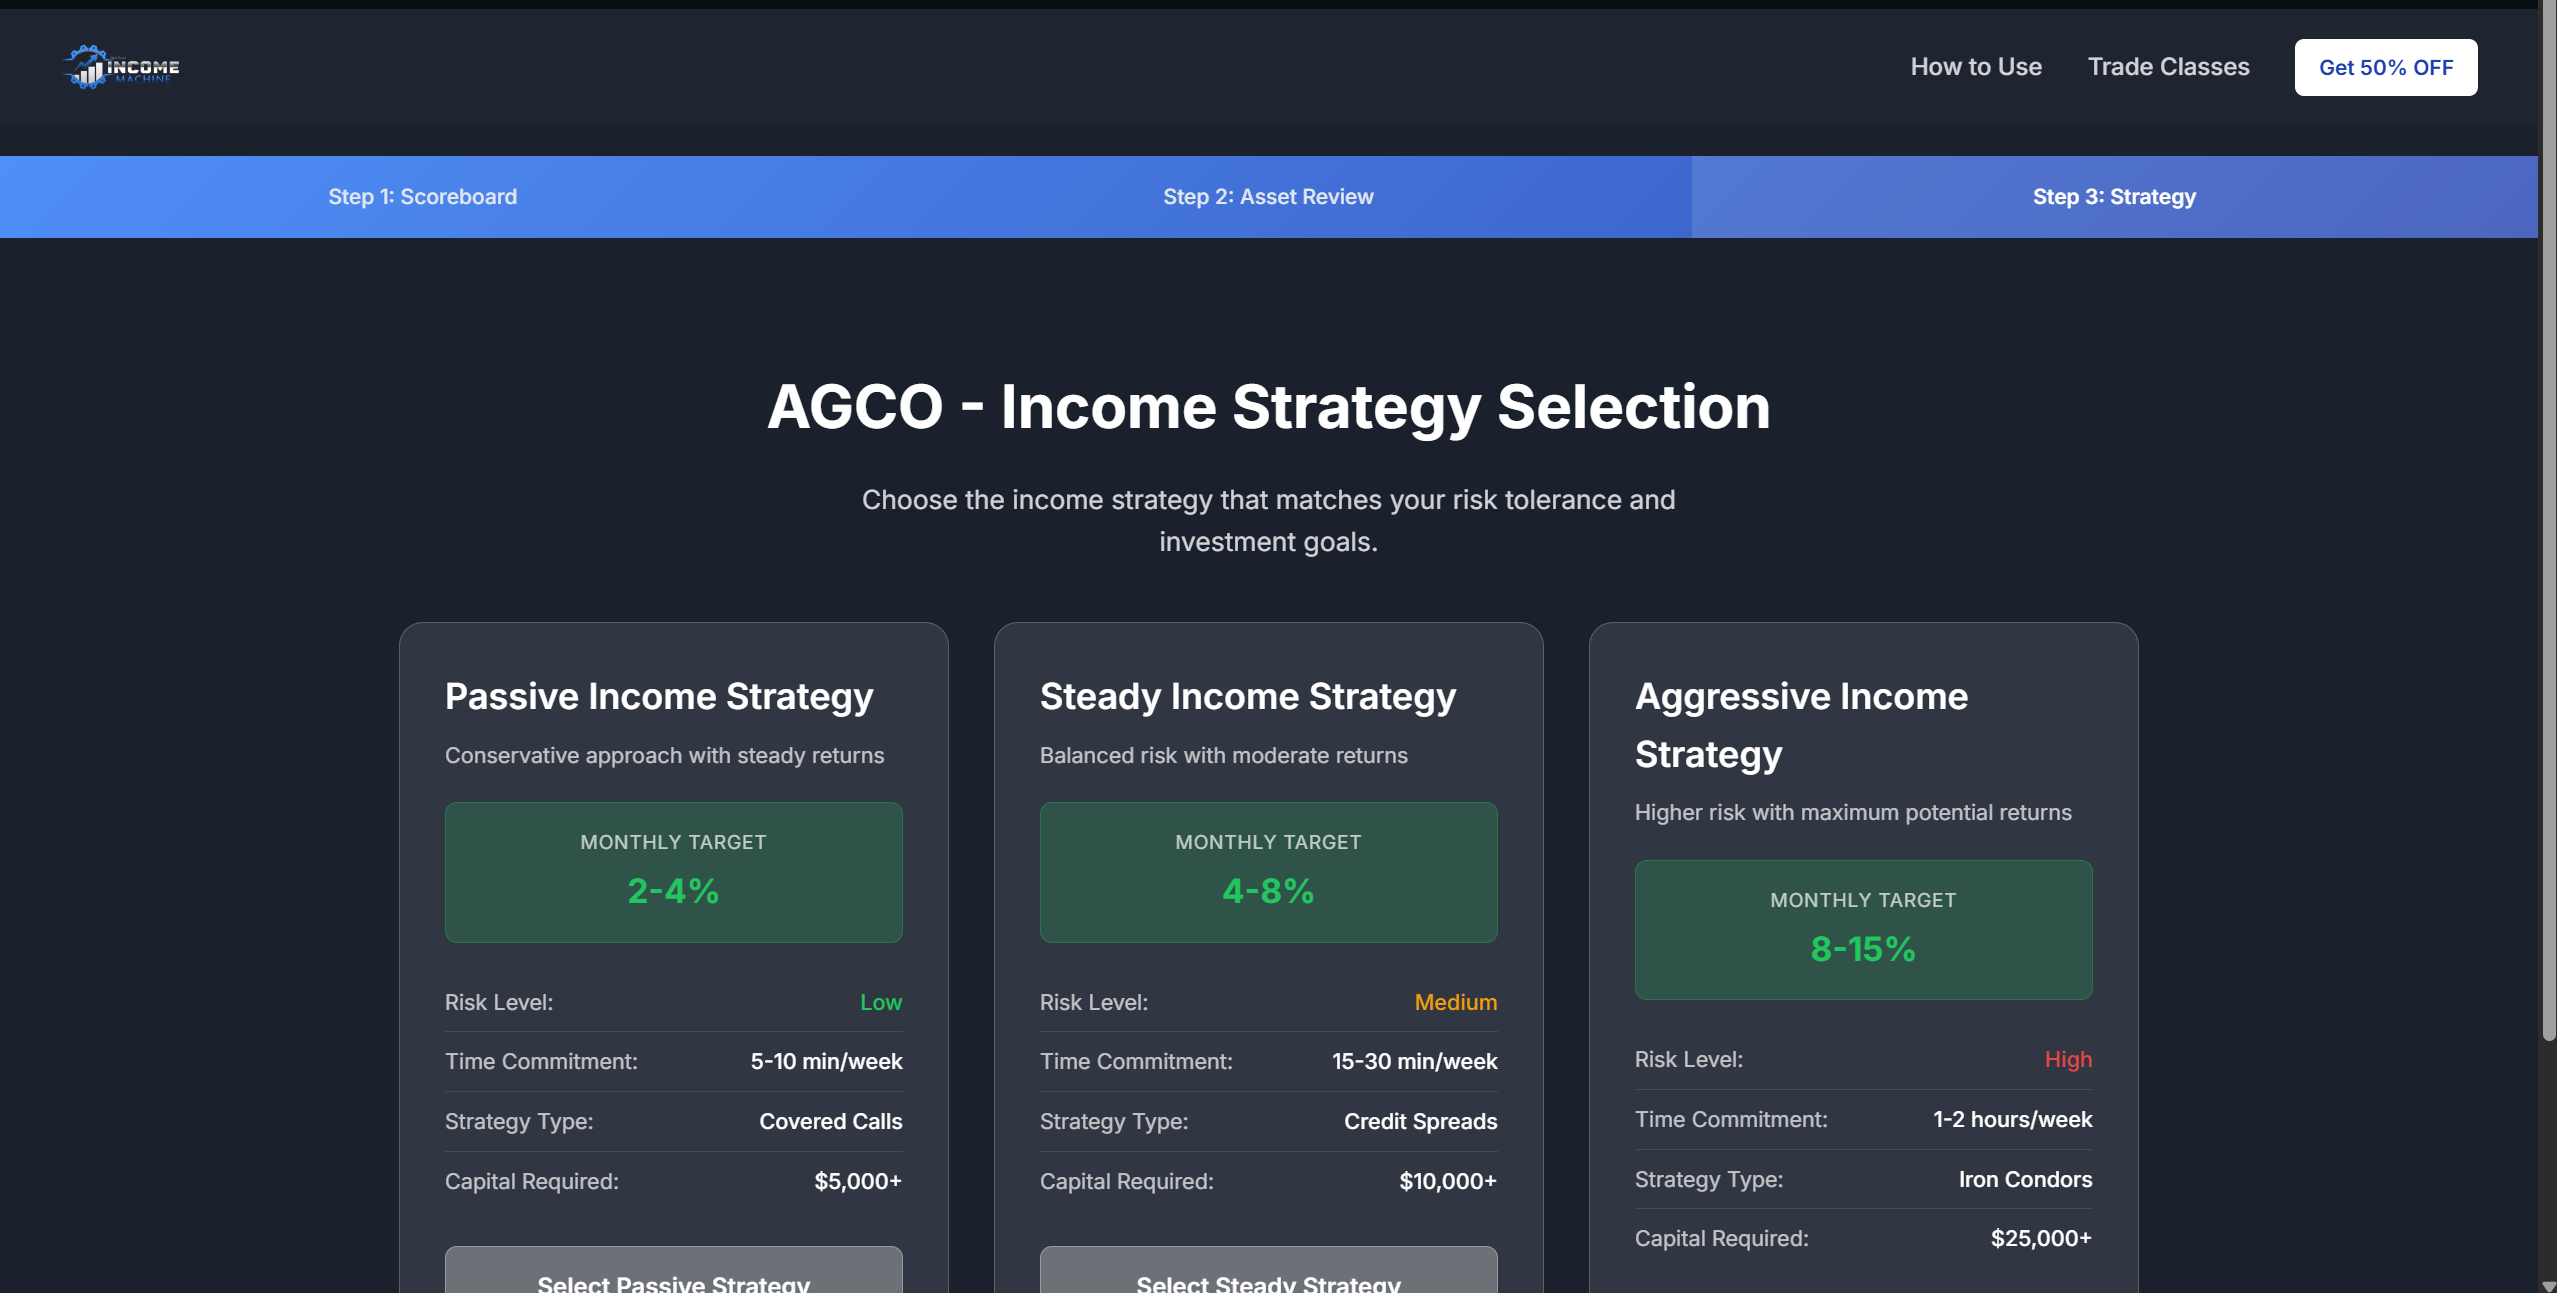 INCOME
MACHINE
How to Use
Trade Classes
Get 50% OFF
Step 1: Scoreboard
Step 2: Asset Review
Step 3: Strategy
AGCO - Income Strategy Selection
Choose the income strategy that matches your risk tolerance and
investment goals.
Passive Income Strategy
Conservative approach with steady returns
MONTHLY TARGET
2-4%
Risk Level: Low
Time Commitment: 5-10 min/week
Strategy Type: Covered Calls
Capital Required: $5,000+
Select Passive Strategy
Steady Income Strategy
Balanced risk with moderate returns
MONTHLY TARGET
4-8%
Risk Level: Medium
Time Commitment: 15-30 min/week
Strategy Type: Credit Spreads
Capital Required: $10,000+
Select Steady Strategy
Aggressive Income
Strategy
Higher risk with maximum potential returns
MONTHLY TARGET
8-15%
Risk Level: High
Time Commitment: 1-2 hours/week
Strategy Type: Iron Condors
Capital Required: $25,000+